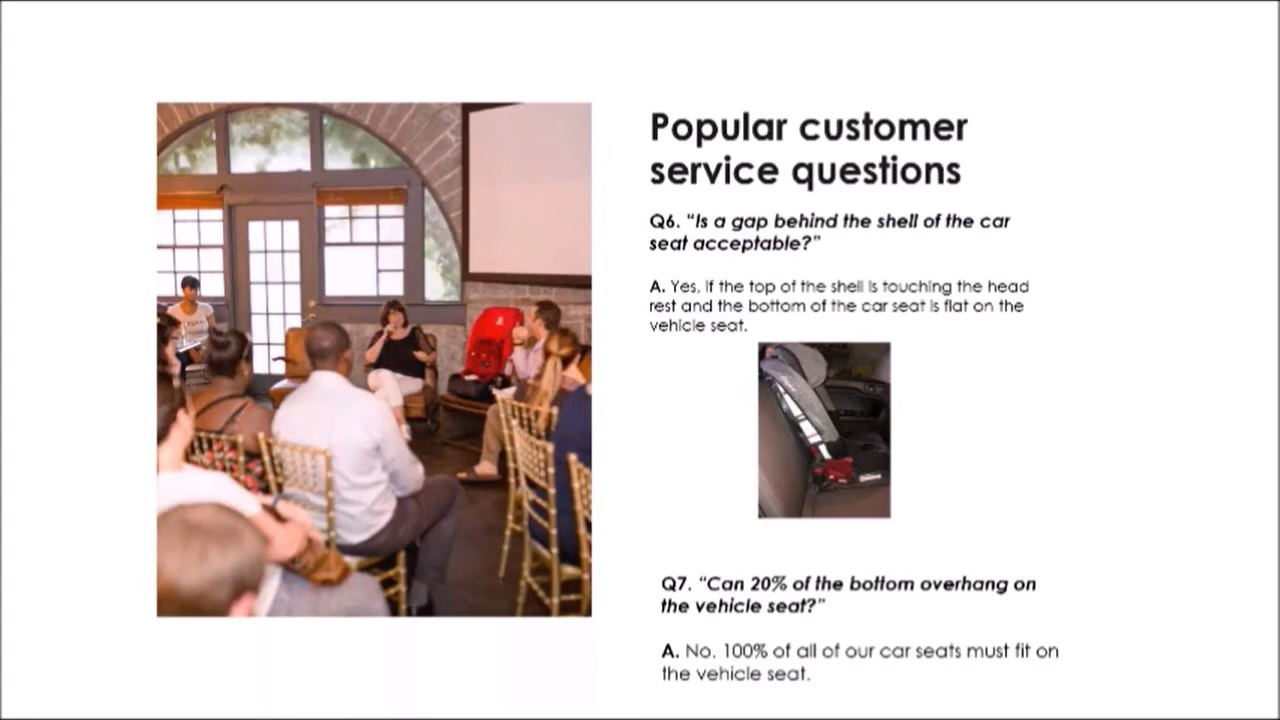 Popular customer
service questions
Q6. “Is a gap behind the shell of the car
seat acceptable?”
A. Yes, if the top of the shell is touching the head
rest and the bottom of the car seat is flat on the
vehicle seat.
Q7. “Can 20% of the bottom overhang on
the vehicle seat?”
A. No. 100% of all of our car seats must fit on
the vehicle seat.